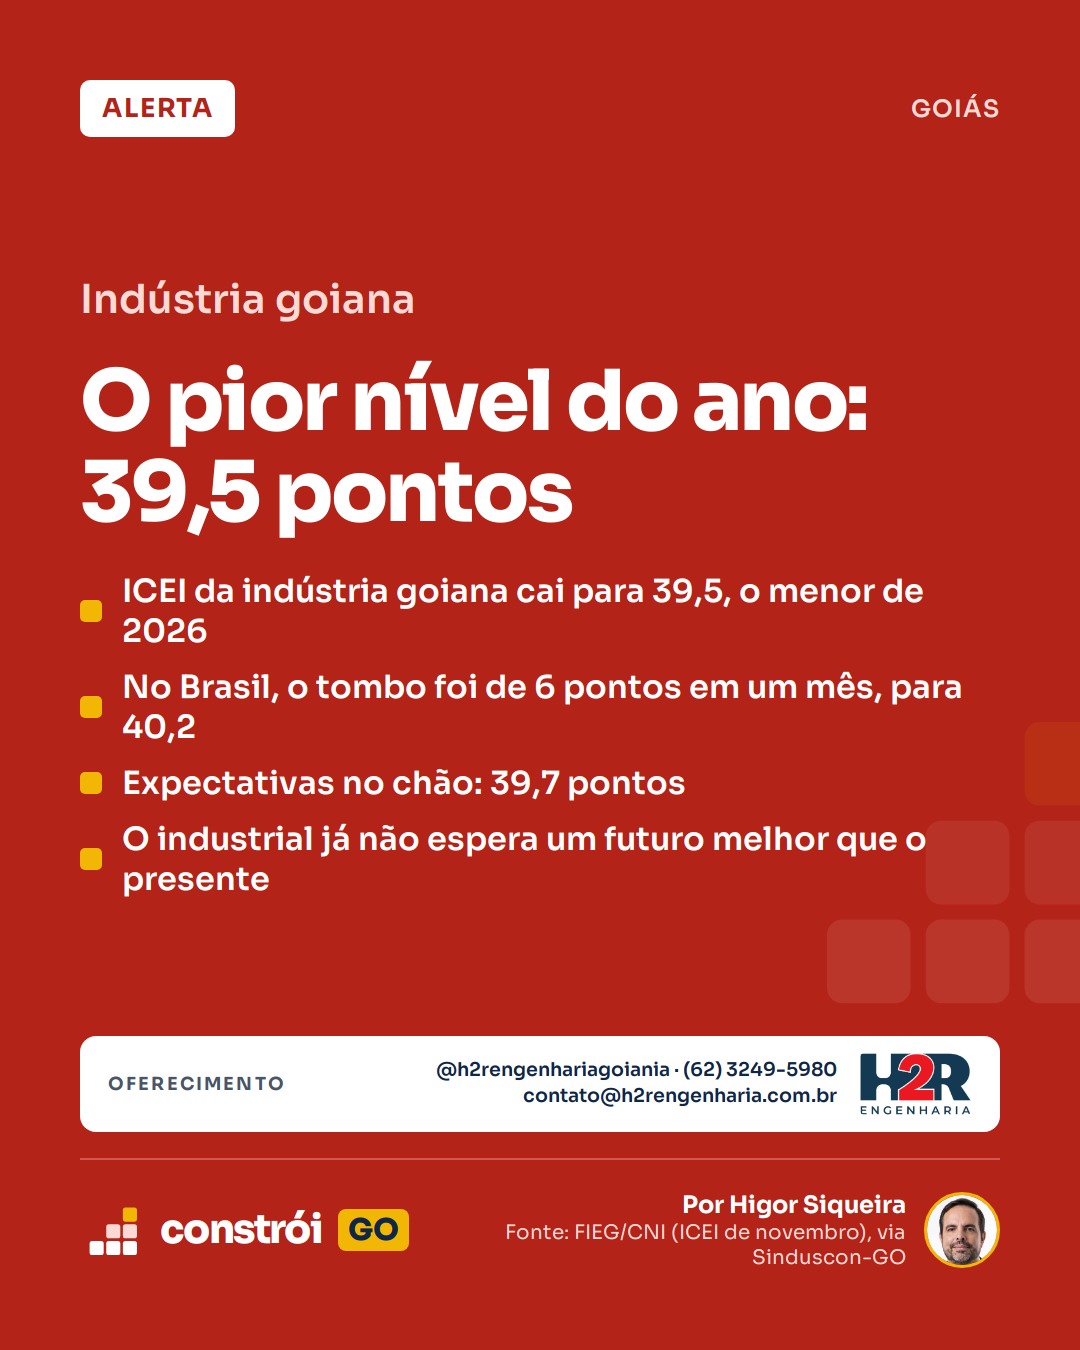 ALERTA
GOIÁS
Indústria goiana
O pior nível do ano:
39,5 pontos
ICEI da indústria goiana cai para 39,5, o menor de
2026
No Brasil, o tombo foi de 6 pontos em um mês, para
40,2
Expectativas no chão: 39,7 pontos
O industrial já não espera um futuro melhor que o
presente
OFERECIMENTO
@h2rengenhariagoiania · (62) 3249-5980
contato@h2rengenharia.com.br
H2R
ENGENHARIA
constrói GO
Por Higor Siqueira
Fonte: FIEG/CNI (ICEI de novembro), via
Sinduscon-GO